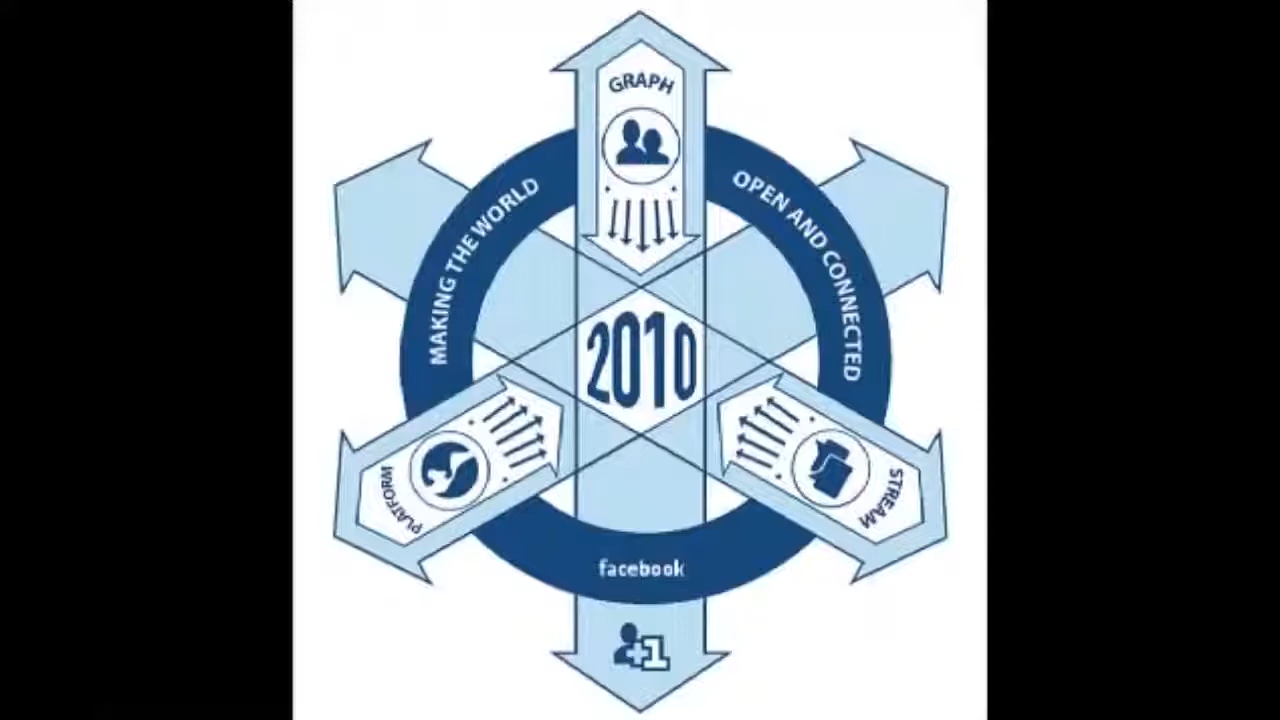 GRAPH
MAKING THE WORLD
OPEN AND CONNECTED
2010
PLATFORM
STREAM
facebook
+1